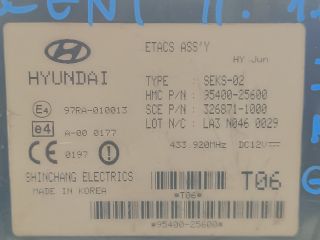 ETACS ASS'Y
HY Jun
HYUNDAI
TYPE : SEKS-02
HMC P/N : 95400-25600
SCE P/N : 326871-1000
LOT N/C : LA3 N046 0029
E4 97RA-010013
e4 A-00 0177
CE 0197
433.920MHz DC12V
SHINCHANG ELECTRICS
MADE IN KOREA
T06
*T06*
*95400-25600*